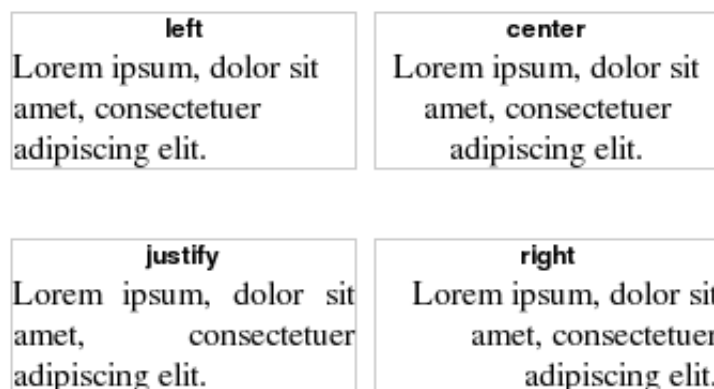 left
Lorem ipsum, dolor sit
amet, consectetuer
adipiscing elit.
center
Lorem ipsum, dolor sit
amet, consectetuer
adipiscing elit.
justify
Lorem ipsum, dolor sit
amet, consectetuer
adipiscing elit.
right
Lorem ipsum, dolor sit
amet, consectetuer
adipiscing elit.